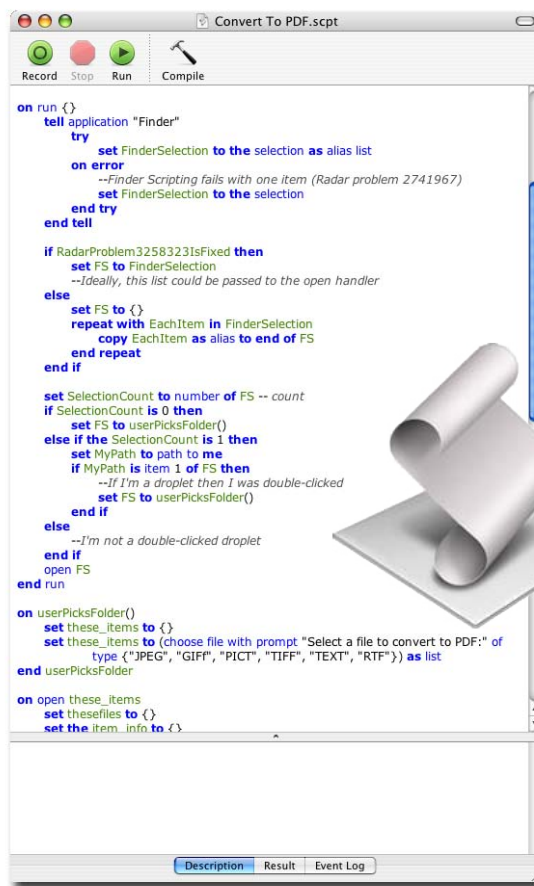 Convert To PDF.scpt
Record Stop Run Compile
on run {}
tell application "Finder"
try
set FinderSelection to the selection as alias list
on error
--Finder Scripting fails with one item (Radar problem 2741967)
set FinderSelection to the selection
end try
end tell
if RadarProblem3258323IsFixed then
set FS to FinderSelection
--Ideally, this list could be passed to the open handler
else
set FS to {}
repeat with EachItem in FinderSelection
copy EachItem as alias to end of FS
end repeat
end if
set SelectionCount to number of FS -- count
if SelectionCount is 0 then
set FS to userPicksFolder()
else if the SelectionCount is 1 then
set MyPath to path to me
if MyPath is item 1 of FS then
--If I'm a droplet then I was double-clicked
set FS to userPicksFolder()
end if
else
--I'm not a double-clicked droplet
end if
open FS
end run
on userPicksFolder()
set these_items to {}
set these_items to (choose file with prompt "Select a file to convert to PDF:" of
type {"JPEG", "GIFf", "PICT", "TIFF", "TEXT", "RTF"}) as list
end userPicksFolder
on open these_items
set thesefiles to {}
set the item_info to {}
Description Result Event Log